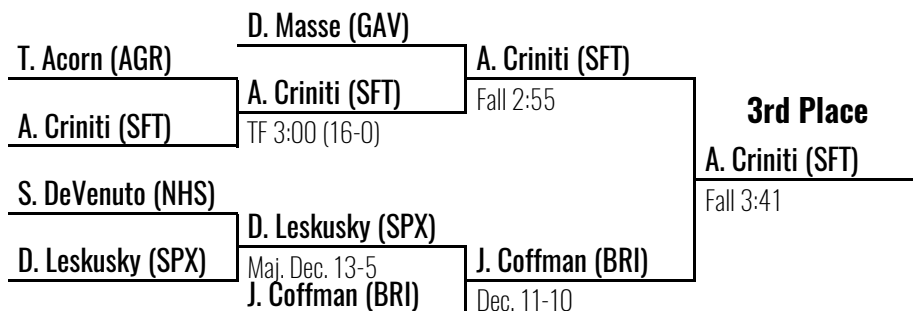 D. Masse (GAV)
T. Acorn (AGR)
A. Criniti (SFT)
A. Criniti (SFT)
Fall 2:55
3rd Place
A. Criniti (SFT)
TF 3:00 (16-0)
A. Criniti (SFT)
Fall 3:41
S. DeVenuto (NHS)
D. Leskusky (SPX)
D. Leskusky (SPX)
Maj. Dec. 13-5
J. Coffman (BRI)
J. Coffman (BRI)
Dec. 11-10